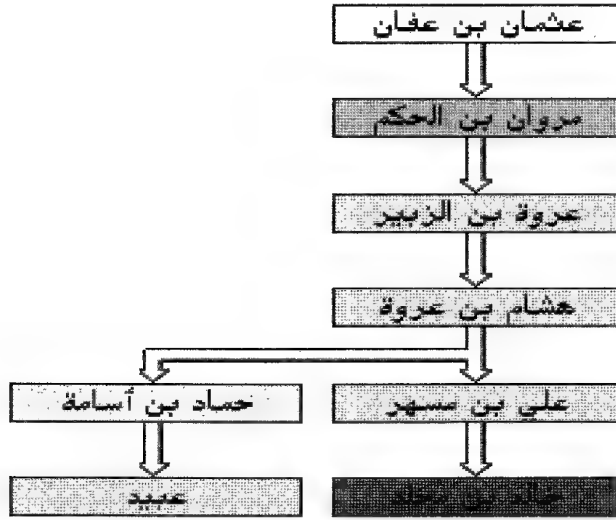 عثمان بن عفان
مروان بن الحكم
عروة بن الزبير
هشام بن عروة
علي بن مسهر
حماد بن أسامة
خالد بن مخلد
عبيد